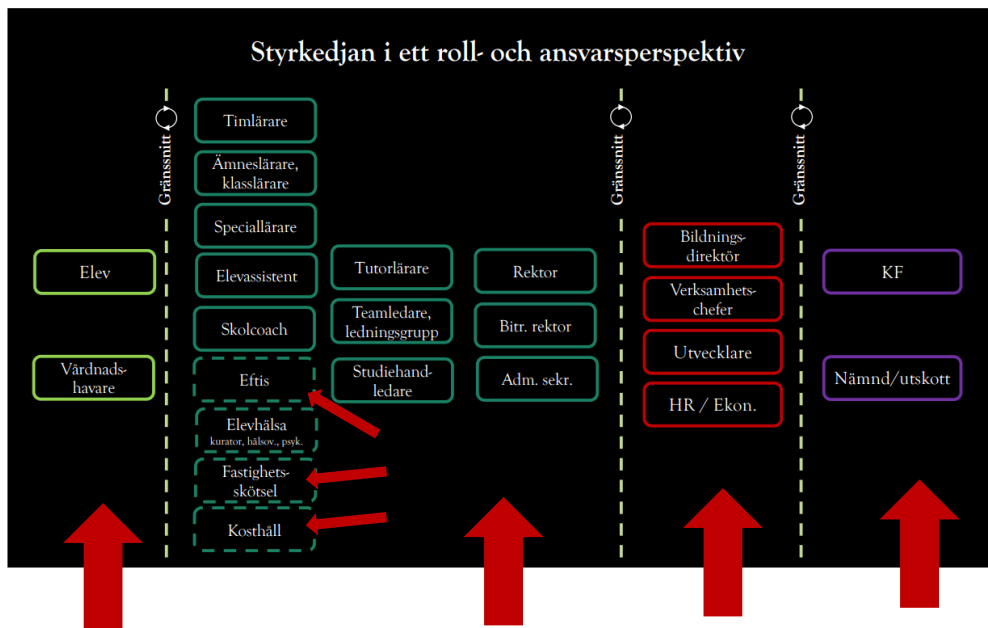 Styrkedjan i ett roll- och ansvarsperspektiv
Elev
Vårdnads-
havare
Gränssnitt
Timlärare
Ämneslärare,
klasslärare
Speciallärare
Elevassistent
Skolcoach
Eftis
Elevhälsa
kurator, hälsov., psyk.
Fastighets-
skötsel
Kosthåll
Tutorlärare
Teamledare,
ledningsgrupp
Studiehand-
ledare
Rektor
Bitr. rektor
Adm. sekr.
Gränssnitt
Bildnings-
direktör
Verksamhets-
chefer
Utvecklare
HR / Ekon.
Gränssnitt
KF
Nämnd/utskott